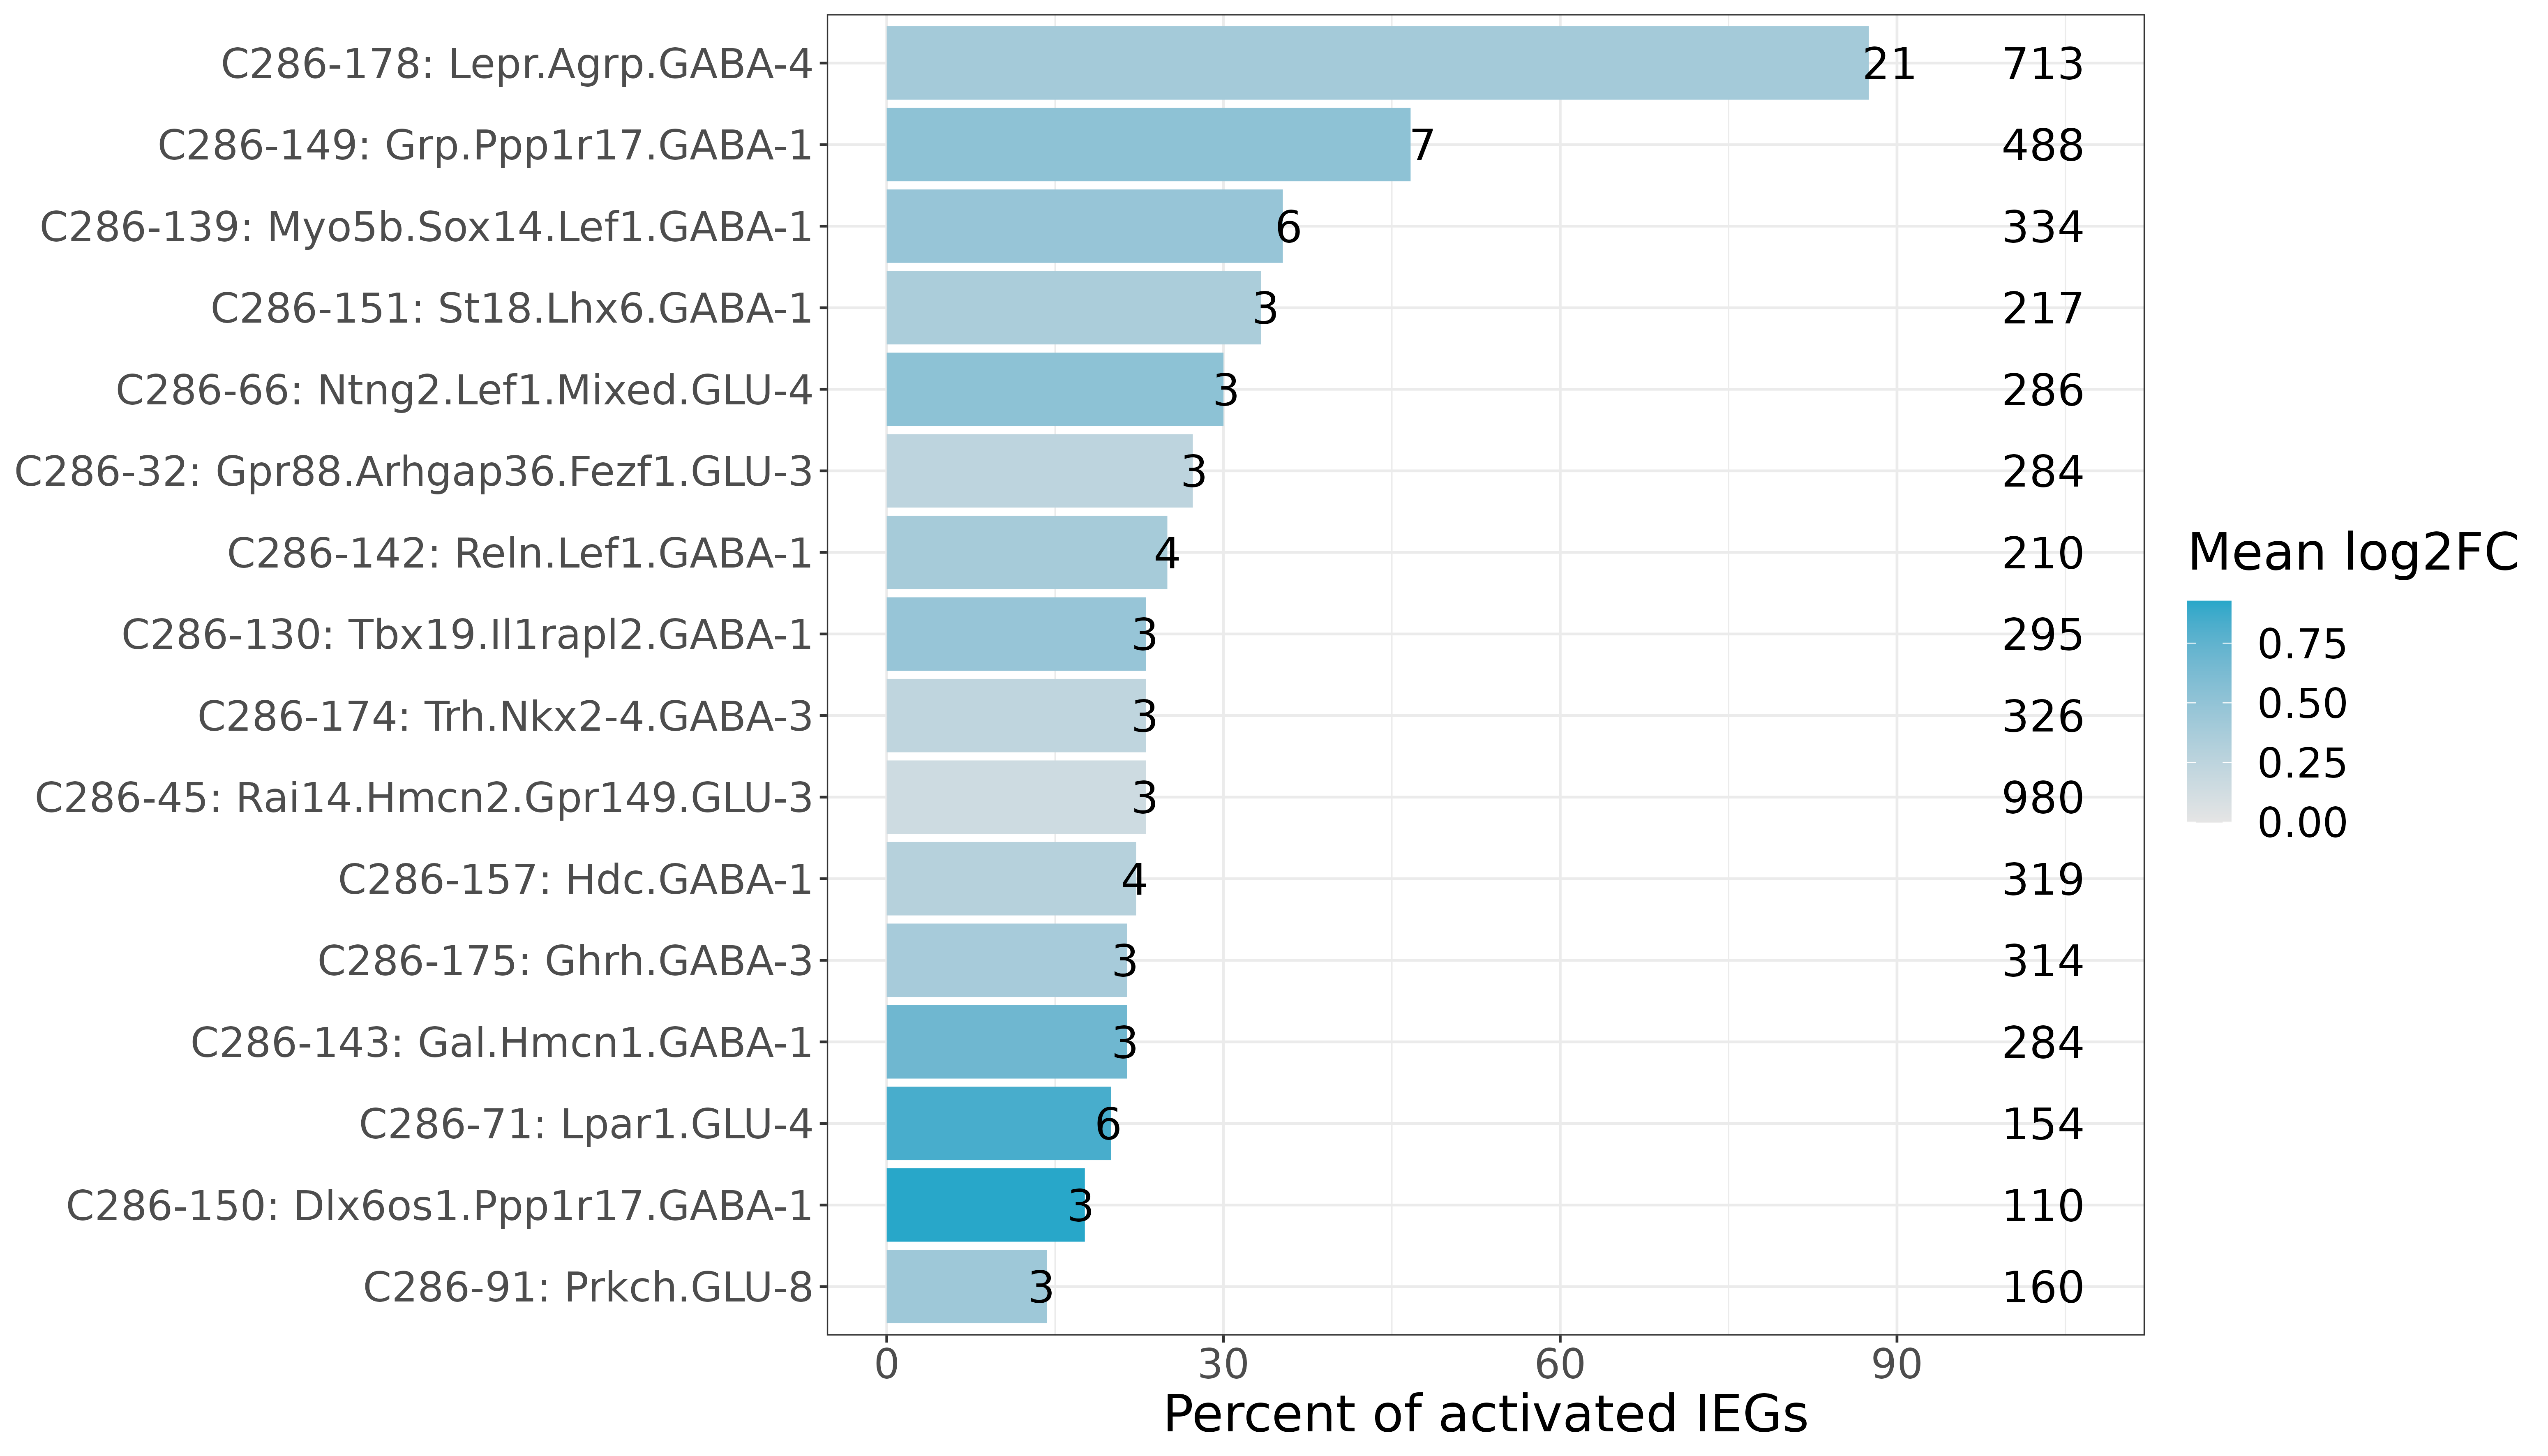 C286-178: Lepr.Agrp.GABA-4 21 713
C286-149: Grp.Ppp1r17.GABA-1 7 488
C286-139: Myo5b.Sox14.Lef1.GABA-1 6 334
C286-151: St18.Lhx6.GABA-1 3 217
C286-66: Ntng2.Lef1.Mixed.GLU-4 3 286
C286-32: Gpr88.Arhgap36.Fezf1.GLU-3 3 284
C286-142: Reln.Lef1.GABA-1 4 210
C286-130: Tbx19.Il1rapl2.GABA-1 3 295
C286-174: Trh.Nkx2-4.GABA-3 3 326
C286-45: Rai14.Hmcn2.Gpr149.GLU-3 3 980
C286-157: Hdc.GABA-1 4 319
C286-175: Ghrh.GABA-3 3 314
C286-143: Gal.Hmcn1.GABA-1 3 284
C286-71: Lpar1.GLU-4 6 154
C286-150: Dlx6os1.Ppp1r17.GABA-1 3 110
C286-91: Prkch.GLU-8 3 160
0 30 60 90
Percent of activated IEGs
Mean log2FC
0.75
0.50
0.25
0.00